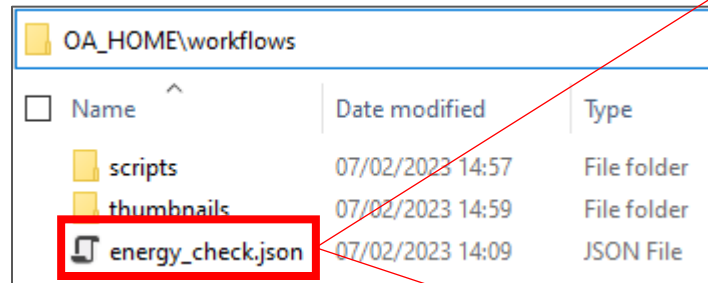 OA_HOME\workflows
Name Date modified Type
scripts 07/02/2023 14:57 File folder
thumbnails 07/02/2023 14:59 File folder
energy_check.json 07/02/2023 14:09 JSON File